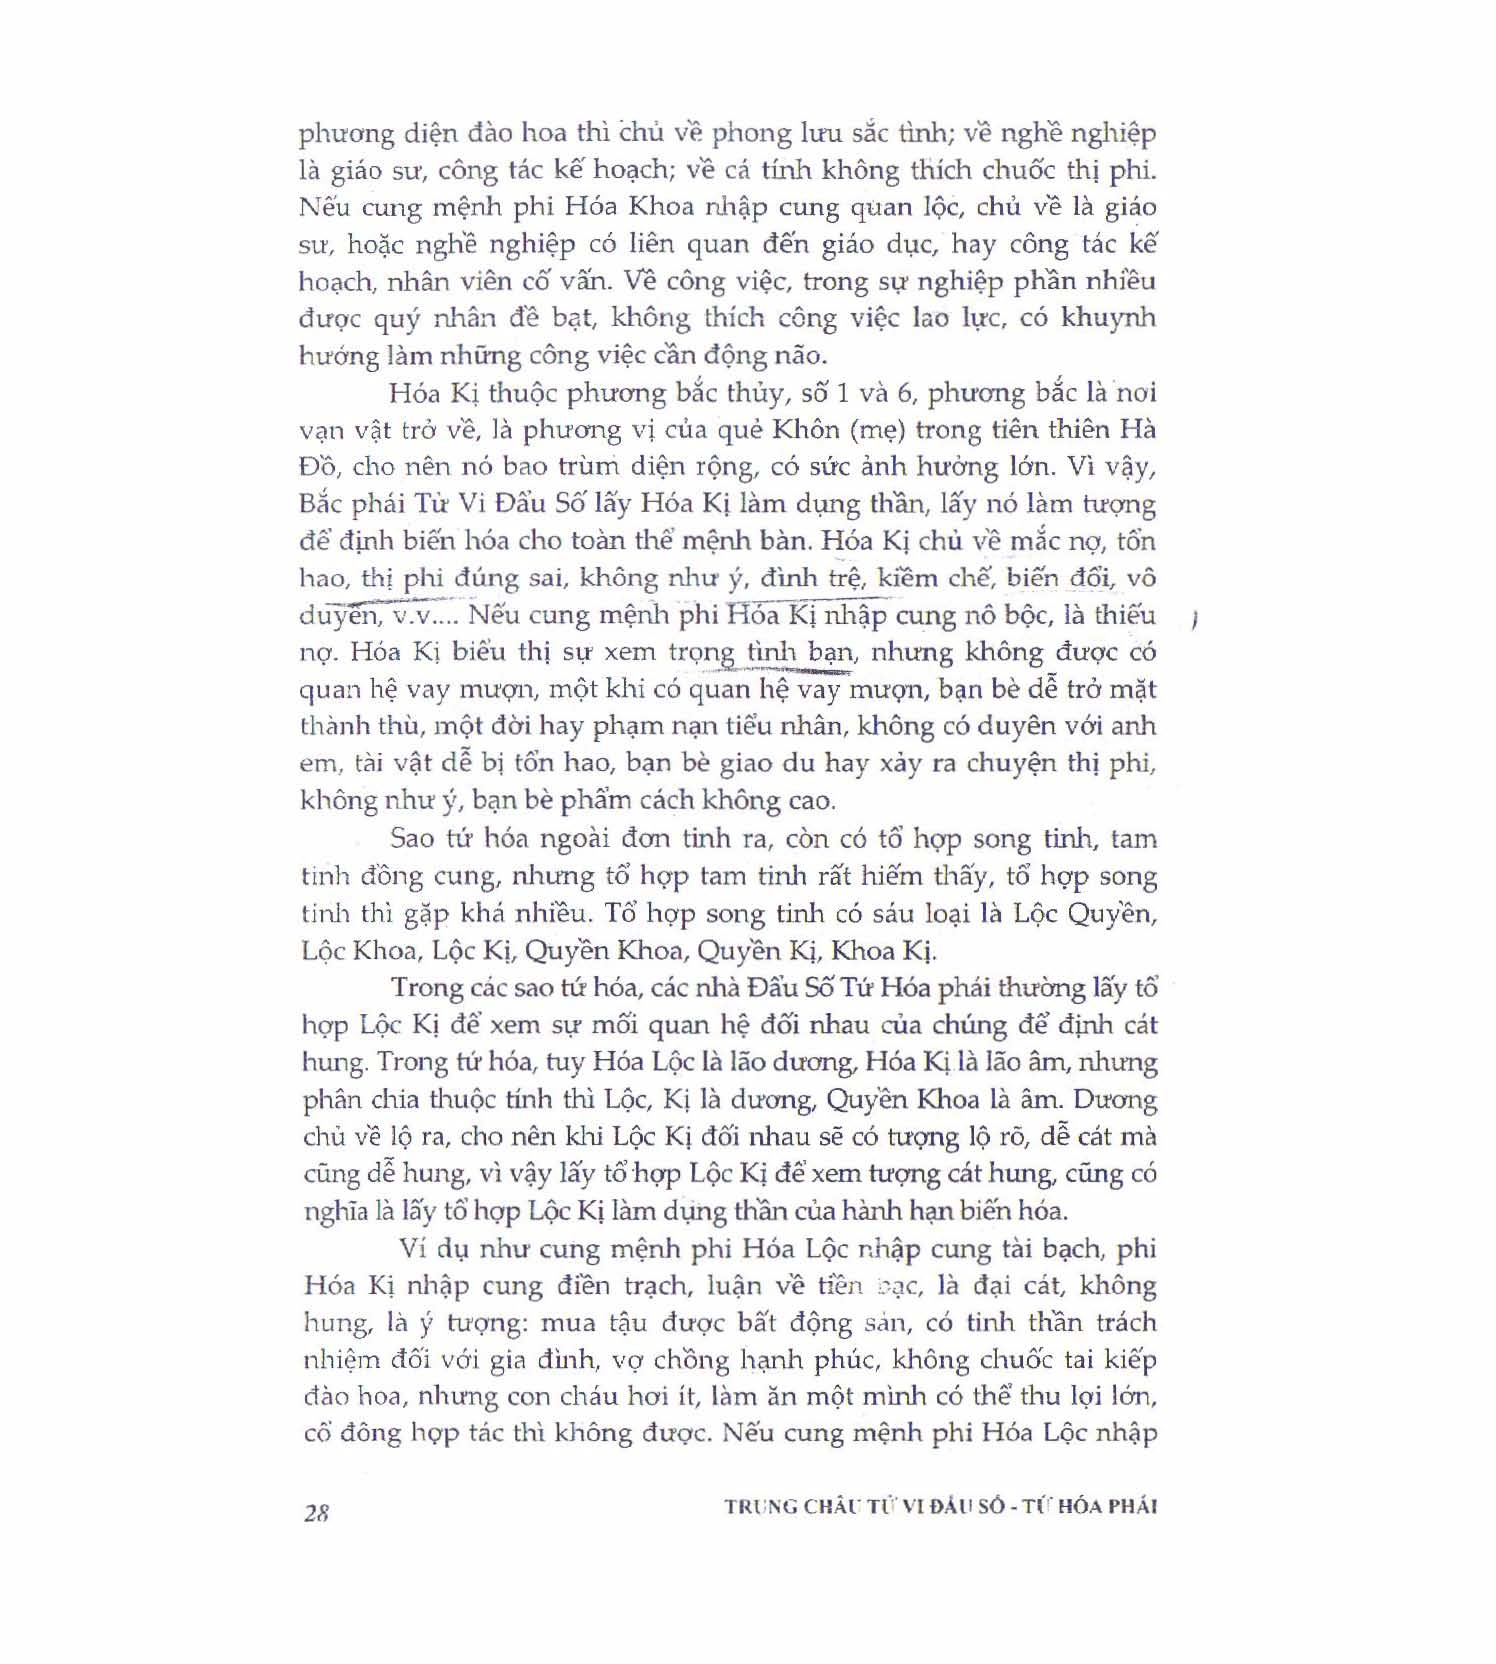 phương diện đào hoa thì chủ về phong lưu sắc tình; về nghề nghiệp
là giáo sư, công tác kế hoạch; về cá tính không thích chuốc thị phi.
Nếu cung mệnh phi Hóa Khoa nhập cung quan lộc, chủ về là giáo
sư, hoặc nghề nghiệp có liên quan đến giáo dục, hay công tác kế
hoạch, nhân viên cố vấn. Về công việc, trong sự nghiệp phần nhiều
được quý nhân đề bạt, không thích công việc lao lực, có khuynh
hướng làm những công việc cần động não.
Hóa Kị thuộc phương bắc thủy, số 1 và 6, phương bắc là nơi
vạn vật trở về, là phương vị của quẻ Khôn (mẹ) trong tiên thiên Hà
Đồ, cho nên nó bao trùm diện rộng, có sức ảnh hưởng lớn. Vì vậy,
Bắc phái Tử Vi Đẩu Số lấy Hóa Kị làm dụng thần, lấy nó làm tượng
để định biến hóa cho toàn thể mệnh bàn. Hóa Kị chủ về mắc nợ, tổn
hao, thị phi đúng sai, không như ý, đình trệ, kiềm chế, biến đổi, vô
duyên, v.v.... Nếu cung mệnh phi Hóa Kị nhập cung nô bộc, là thiếu
nợ. Hóa Kị biểu thị sự xem trọng tình bạn, nhưng không được có
quan hệ vay mượn, một khi có quan hệ vay mượn, bạn bè dễ trở mặt
thành thù, một đời hay phạm nạn tiểu nhân, không có duyên với anh
em, tài vật dễ bị tổn hao, bạn bè giao du hay xảy ra chuyện thị phi,
không như ý, bạn bè phẩm cách không cao.
Sao tứ hóa ngoài đơn tinh ra, còn có tổ hợp song tinh, tam
tinh đồng cung, nhưng tổ hợp tam tinh rất hiếm thấy, tổ hợp song
tinh thì gặp khá nhiều. Tổ hợp song tinh có sáu loại là Lộc Quyền,
Lộc Khoa, Lộc Kị, Quyền Khoa, Quyền Kị, Khoa Kị.
Trong các sao tứ hóa, các nhà Đẩu Số Tứ Hóa phái thường lấy tổ
hợp Lộc Kị để xem sự mối quan hệ đối nhau của chúng để định cát
hung. Trong tứ hóa, tuy Hóa Lộc là lão dương, Hóa Kị là lão âm, nhưng
phân chia thuộc tính thì Lộc, Kị là dương, Quyền Khoa là âm. Dương
chủ về lộ ra, cho nên khi Lộc Kị đối nhau sẽ có tượng lộ rõ, dễ cát mà
cũng dễ hung, vì vậy lấy tổ hợp Lộc Kị để xem tượng cát hung, cũng có
nghĩa là lấy tổ hợp Lộc Kị làm dụng thần của hành hạn biến hóa.
Ví dụ như cung mệnh phi Hóa Lộc nhập cung tài bạch, phi
Hóa Kị nhập cung điền trạch, luận về tiền bạc, là đại cát, không
hung, là ý tượng: mua tậu được bất động sản, có tinh thần trách
nhiệm đối với gia đình, vợ chồng hạnh phúc, không chuốc tai kiếp
đào hoa, nhưng con cháu hơi ít, làm ăn một mình có thể thu lợi lớn,
cổ đông hợp tác thì không được. Nếu cung mệnh phi Hóa Lộc nhập
28 TRUNG CHÂU TỬ VI ĐẨU SỐ - TỨ HÓA PHÁI